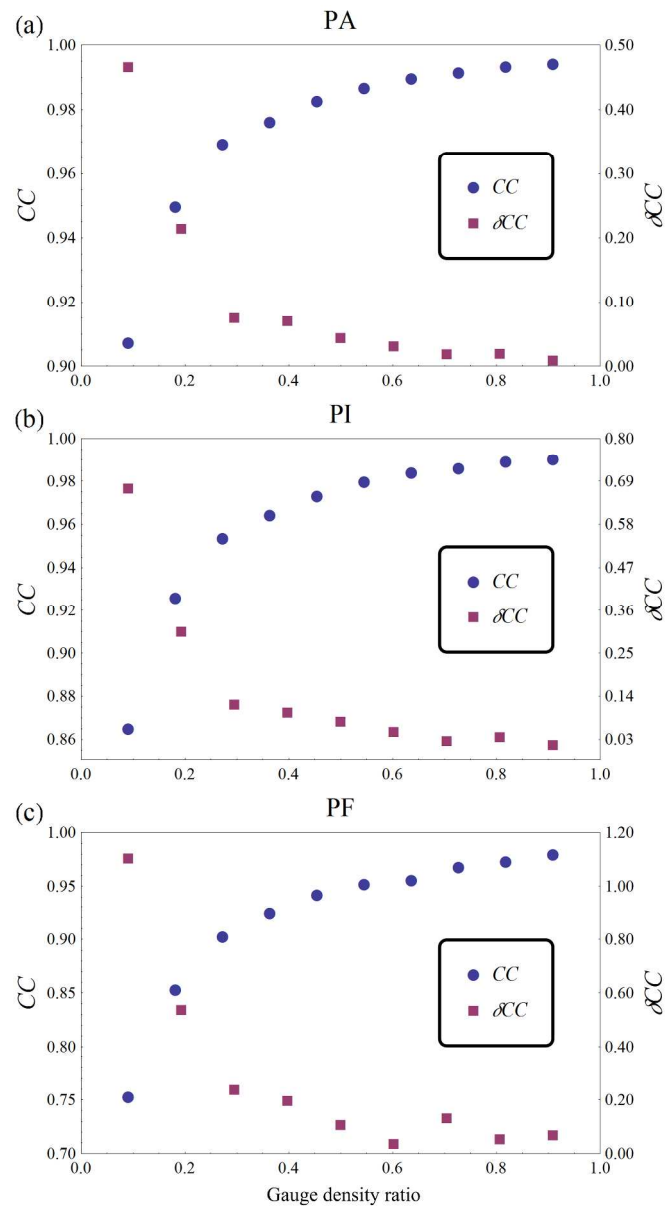 (a) PA
1.00 0.50
0.98 0.40
0.96 0.30
CC CC δCC
δCC
0.94 0.20
0.92 0.10
0.90 0.00
0.0 0.2 0.4 0.6 0.8 1.0
(b) PI
1.00 0.80
0.98 0.69
0.96 0.58
0.94 0.47
CC CC δCC
0.92 δCC 0.36
0.90 0.25
0.88 0.14
0.86 0.03
0.0 0.2 0.4 0.6 0.8 1.0
(c) PF
1.00 1.20
0.95 1.00
0.90 0.80
CC CC δCC
0.85 δCC 0.60
0.80 0.40
0.75 0.20
0.70 0.00
0.0 0.2 0.4 0.6 0.8 1.0
Gauge density ratio